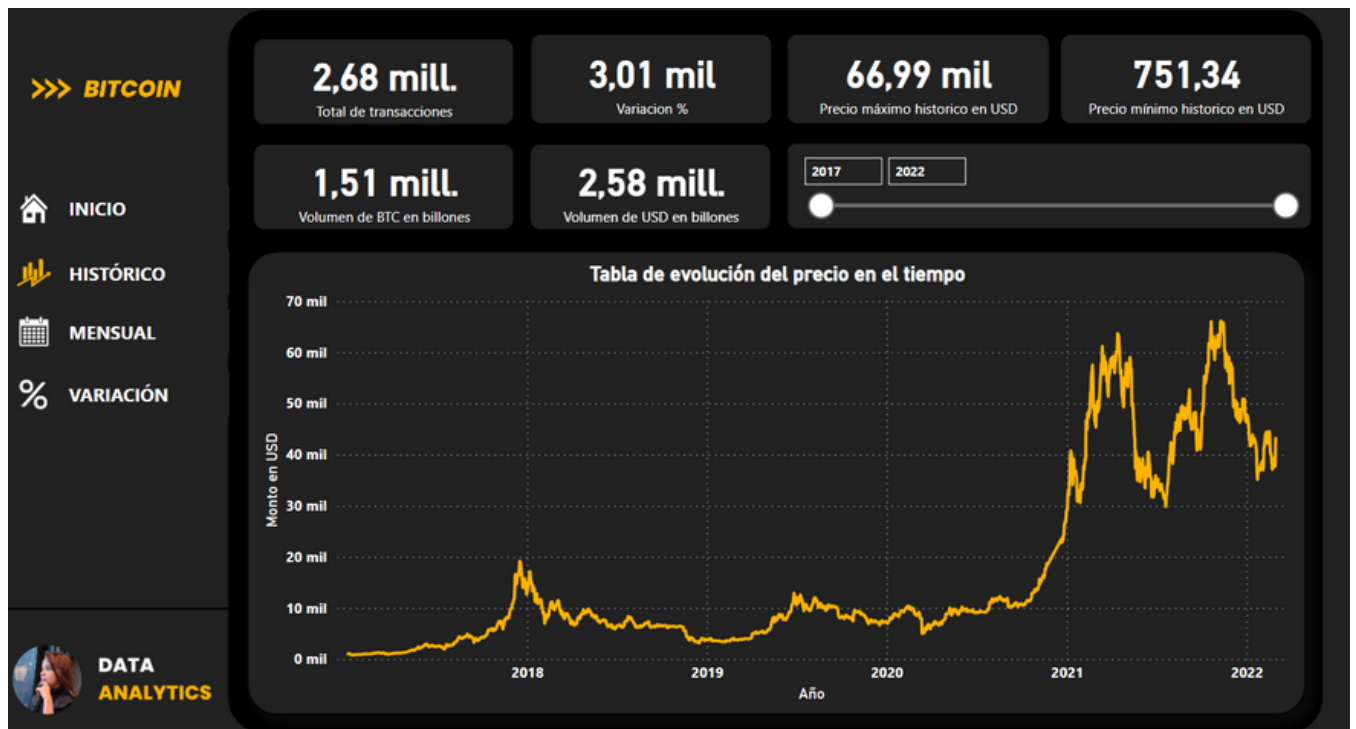 >>> BITCOIN
INICIO
HISTÓRICO
MENSUAL
% VARIACIÓN
DATA
ANALYTICS
2,68 mill.
Total de transacciones
3,01 mil
Variacion %
66,99 mil
Precio máximo historico en USD
751,34
Precio mínimo historico en USD
1,51 mill.
Volumen de BTC en billones
2,58 mill.
Volumen de USD en billones
2017 2022
Tabla de evolución del precio en el tiempo
Monto en USD
70 mil
60 mil
50 mil
40 mil
30 mil
20 mil
10 mil
0 mil
2018 2019 2020 2021 2022
Año